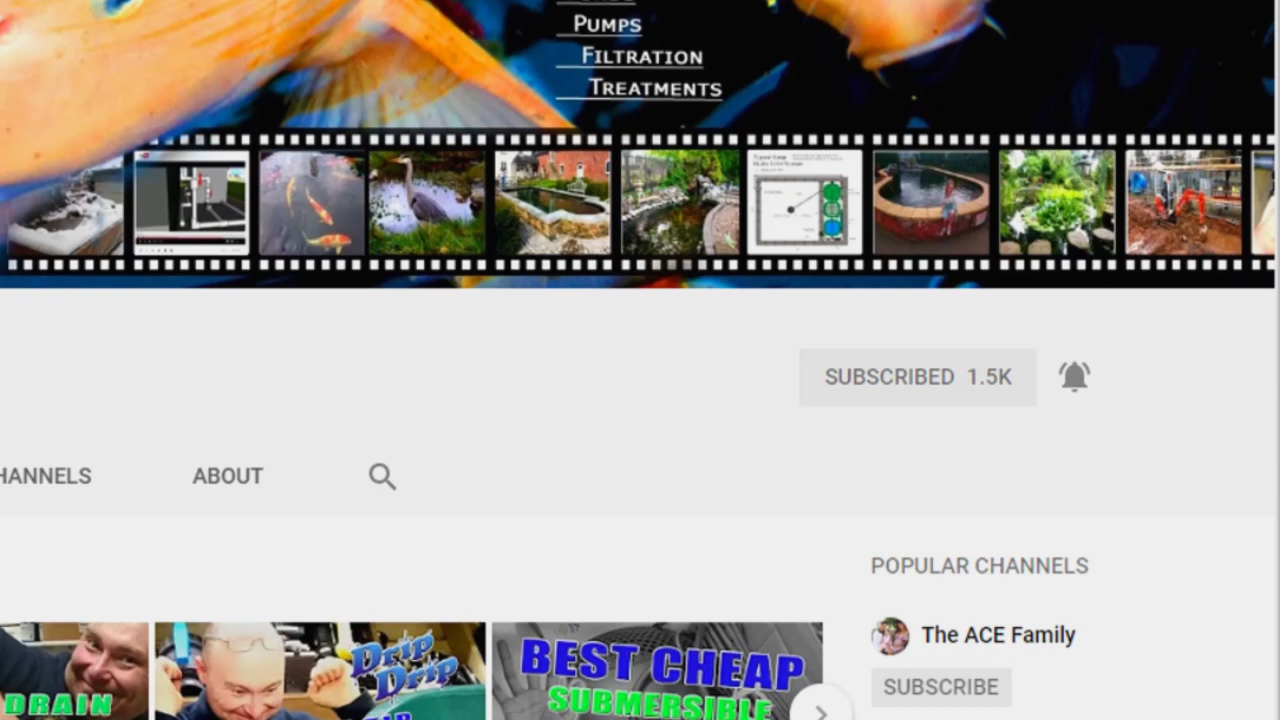 PUMPS
FILTRATION
TREATMENTS
SUBSCRIBED 1.5K
HANNELS
ABOUT
POPULAR CHANNELS
The ACE Family
SUBSCRIBE
DRAIN
Drip
Drip
BEST CHEAP
SUBMERSIBLE